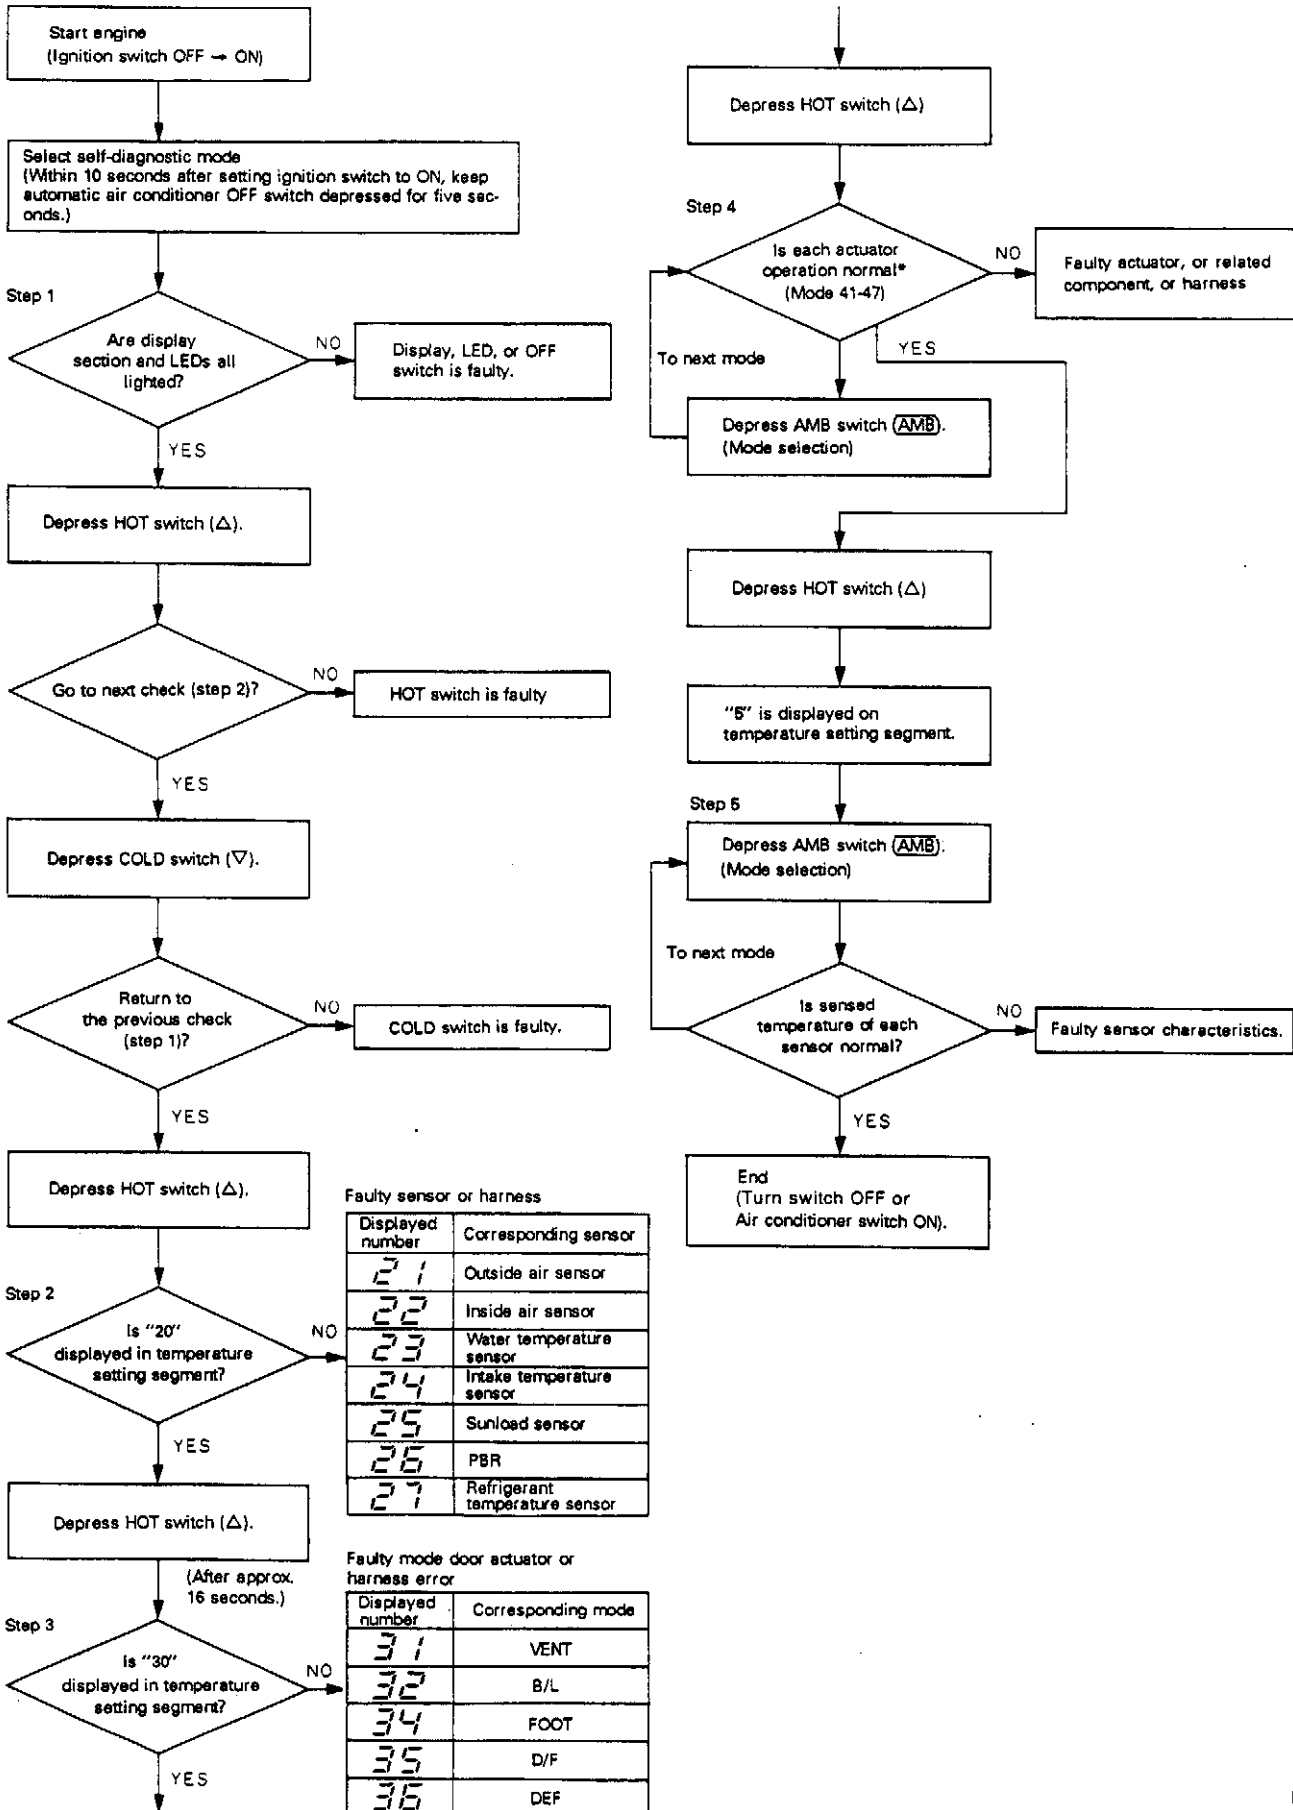 Start engine
(Ignition switch OFF → ON)
Select self-diagnostic mode
(Within 10 seconds after setting ignition switch to ON, keep
automatic air conditioner OFF switch depressed for five sec-
onds.)
Step 1
Are display
section and LEDs all
lighted?
NO
Display, LED, or OFF
switch is faulty.
YES
Depress HOT switch (△).
Go to next check (step 2)?
NO
HOT switch is faulty
YES
Depress COLD switch (▽).
Return to
the previous check
(step 1)?
NO
COLD switch is faulty.
YES
Depress HOT switch (△).
Step 2
Is "20"
displayed in temperature
setting segment?
NO
Faulty sensor or harness
Displayed
number
Corresponding sensor
21
Outside air sensor
22
Inside air sensor
23
Water temperature
sensor
24
Intake temperature
sensor
25
Sunload sensor
26
PBR
27
Refrigerant
temperature sensor
YES
Depress HOT switch (△).
(After approx.
16 seconds.)
Step 3
Is "30"
displayed in temperature
setting segment?
NO
Faulty mode door actuator or
harness error
Displayed
number
Corresponding mode
31
VENT
32
B/L
34
FOOT
35
D/F
36
DEF
YES
Depress HOT switch (△)
Step 4
Is each actuator
operation normal*
(Mode 41-47)
NO
Faulty actuator, or related
component, or harness
YES
To next mode
Depress AMB switch (AMB).
(Mode selection)
Depress HOT switch (△)
"5" is displayed on
temperature setting segment.
Step 5
Depress AMB switch (AMB).
(Mode selection)
To next mode
Is sensed
temperature of each
sensor normal?
NO
Faulty sensor characteristics.
YES
End
(Turn switch OFF or
Air conditioner switch ON).